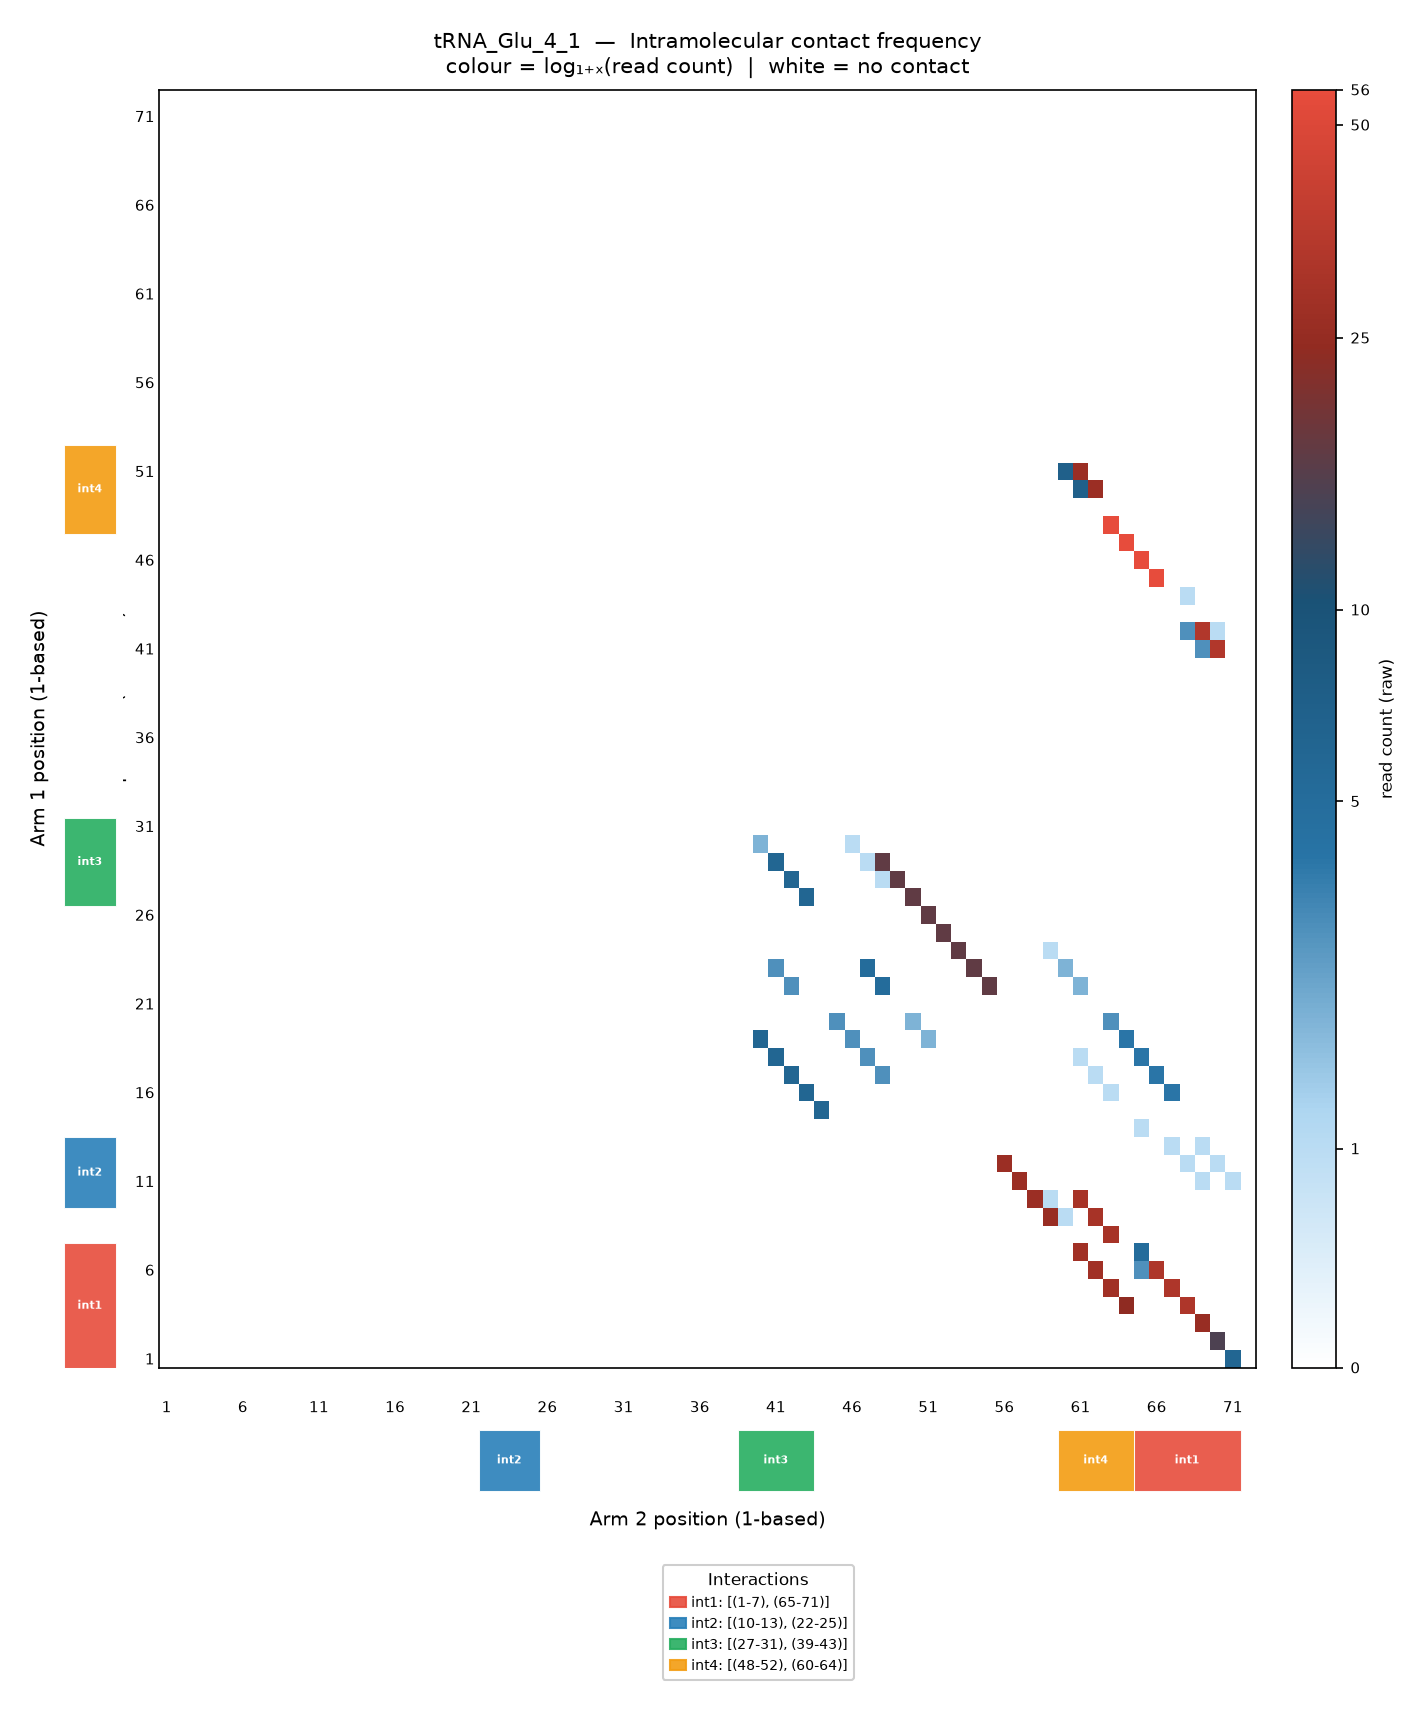 tRNA_Glu_4_1 — Intramolecular contact frequency
colour = log₁₊ₓ(read count) | white = no contact
71
66
61
56
51
46
41
36
31
26
21
16
11
6
1
int4
int3
int2
int1
Arm 1 position (1-based)
1 6 11 16 21 26 31 36 41 46 51 56 61 66 71
int2 int3 int4 int1
Arm 2 position (1-based)
56
50
25
10
5
1
0
read count (raw)
Interactions
int1: [(1-7), (65-71)]
int2: [(10-13), (22-25)]
int3: [(27-31), (39-43)]
int4: [(48-52), (60-64)]